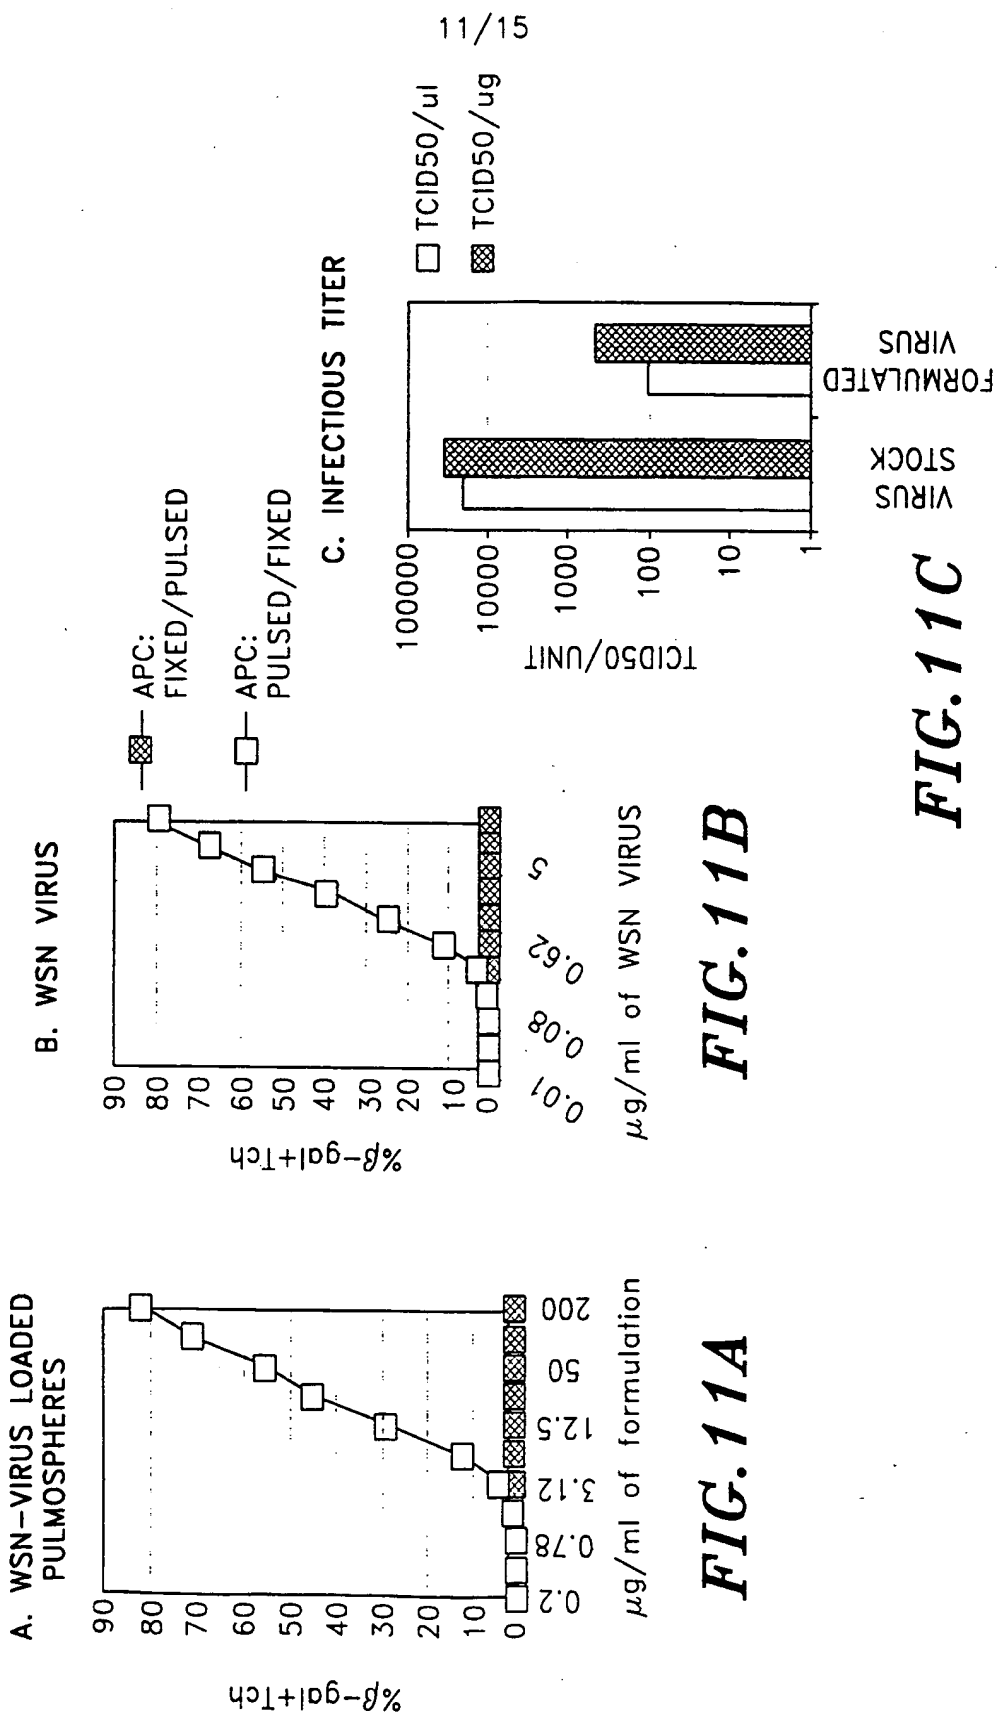 11/15
A. WSN-VIRUS LOADED
PULMOSPHERES
%β-gal+Tch
90
80
70
60
50
40
30
20
10
0
0.2
0.78
3.12
12.5
50
200
μg/ml of formulation
FIG.11A
B. WSN VIRUS
%β-gal+Tch
90
80
70
60
50
40
30
20
10
0
0.01
0.08
0.62
5
μg/ml of WSN VIRUS
APC:
FIXED/PULSED
APC:
PULSED/FIXED
FIG.11B
C. INFECTIOUS TITER
TCID50/UNIT
100000
10000
1000
100
10
1
VIRUS
STOCK
FORMULATED
VIRUS
TCID50/ul
TCID50/ug
FIG.11C